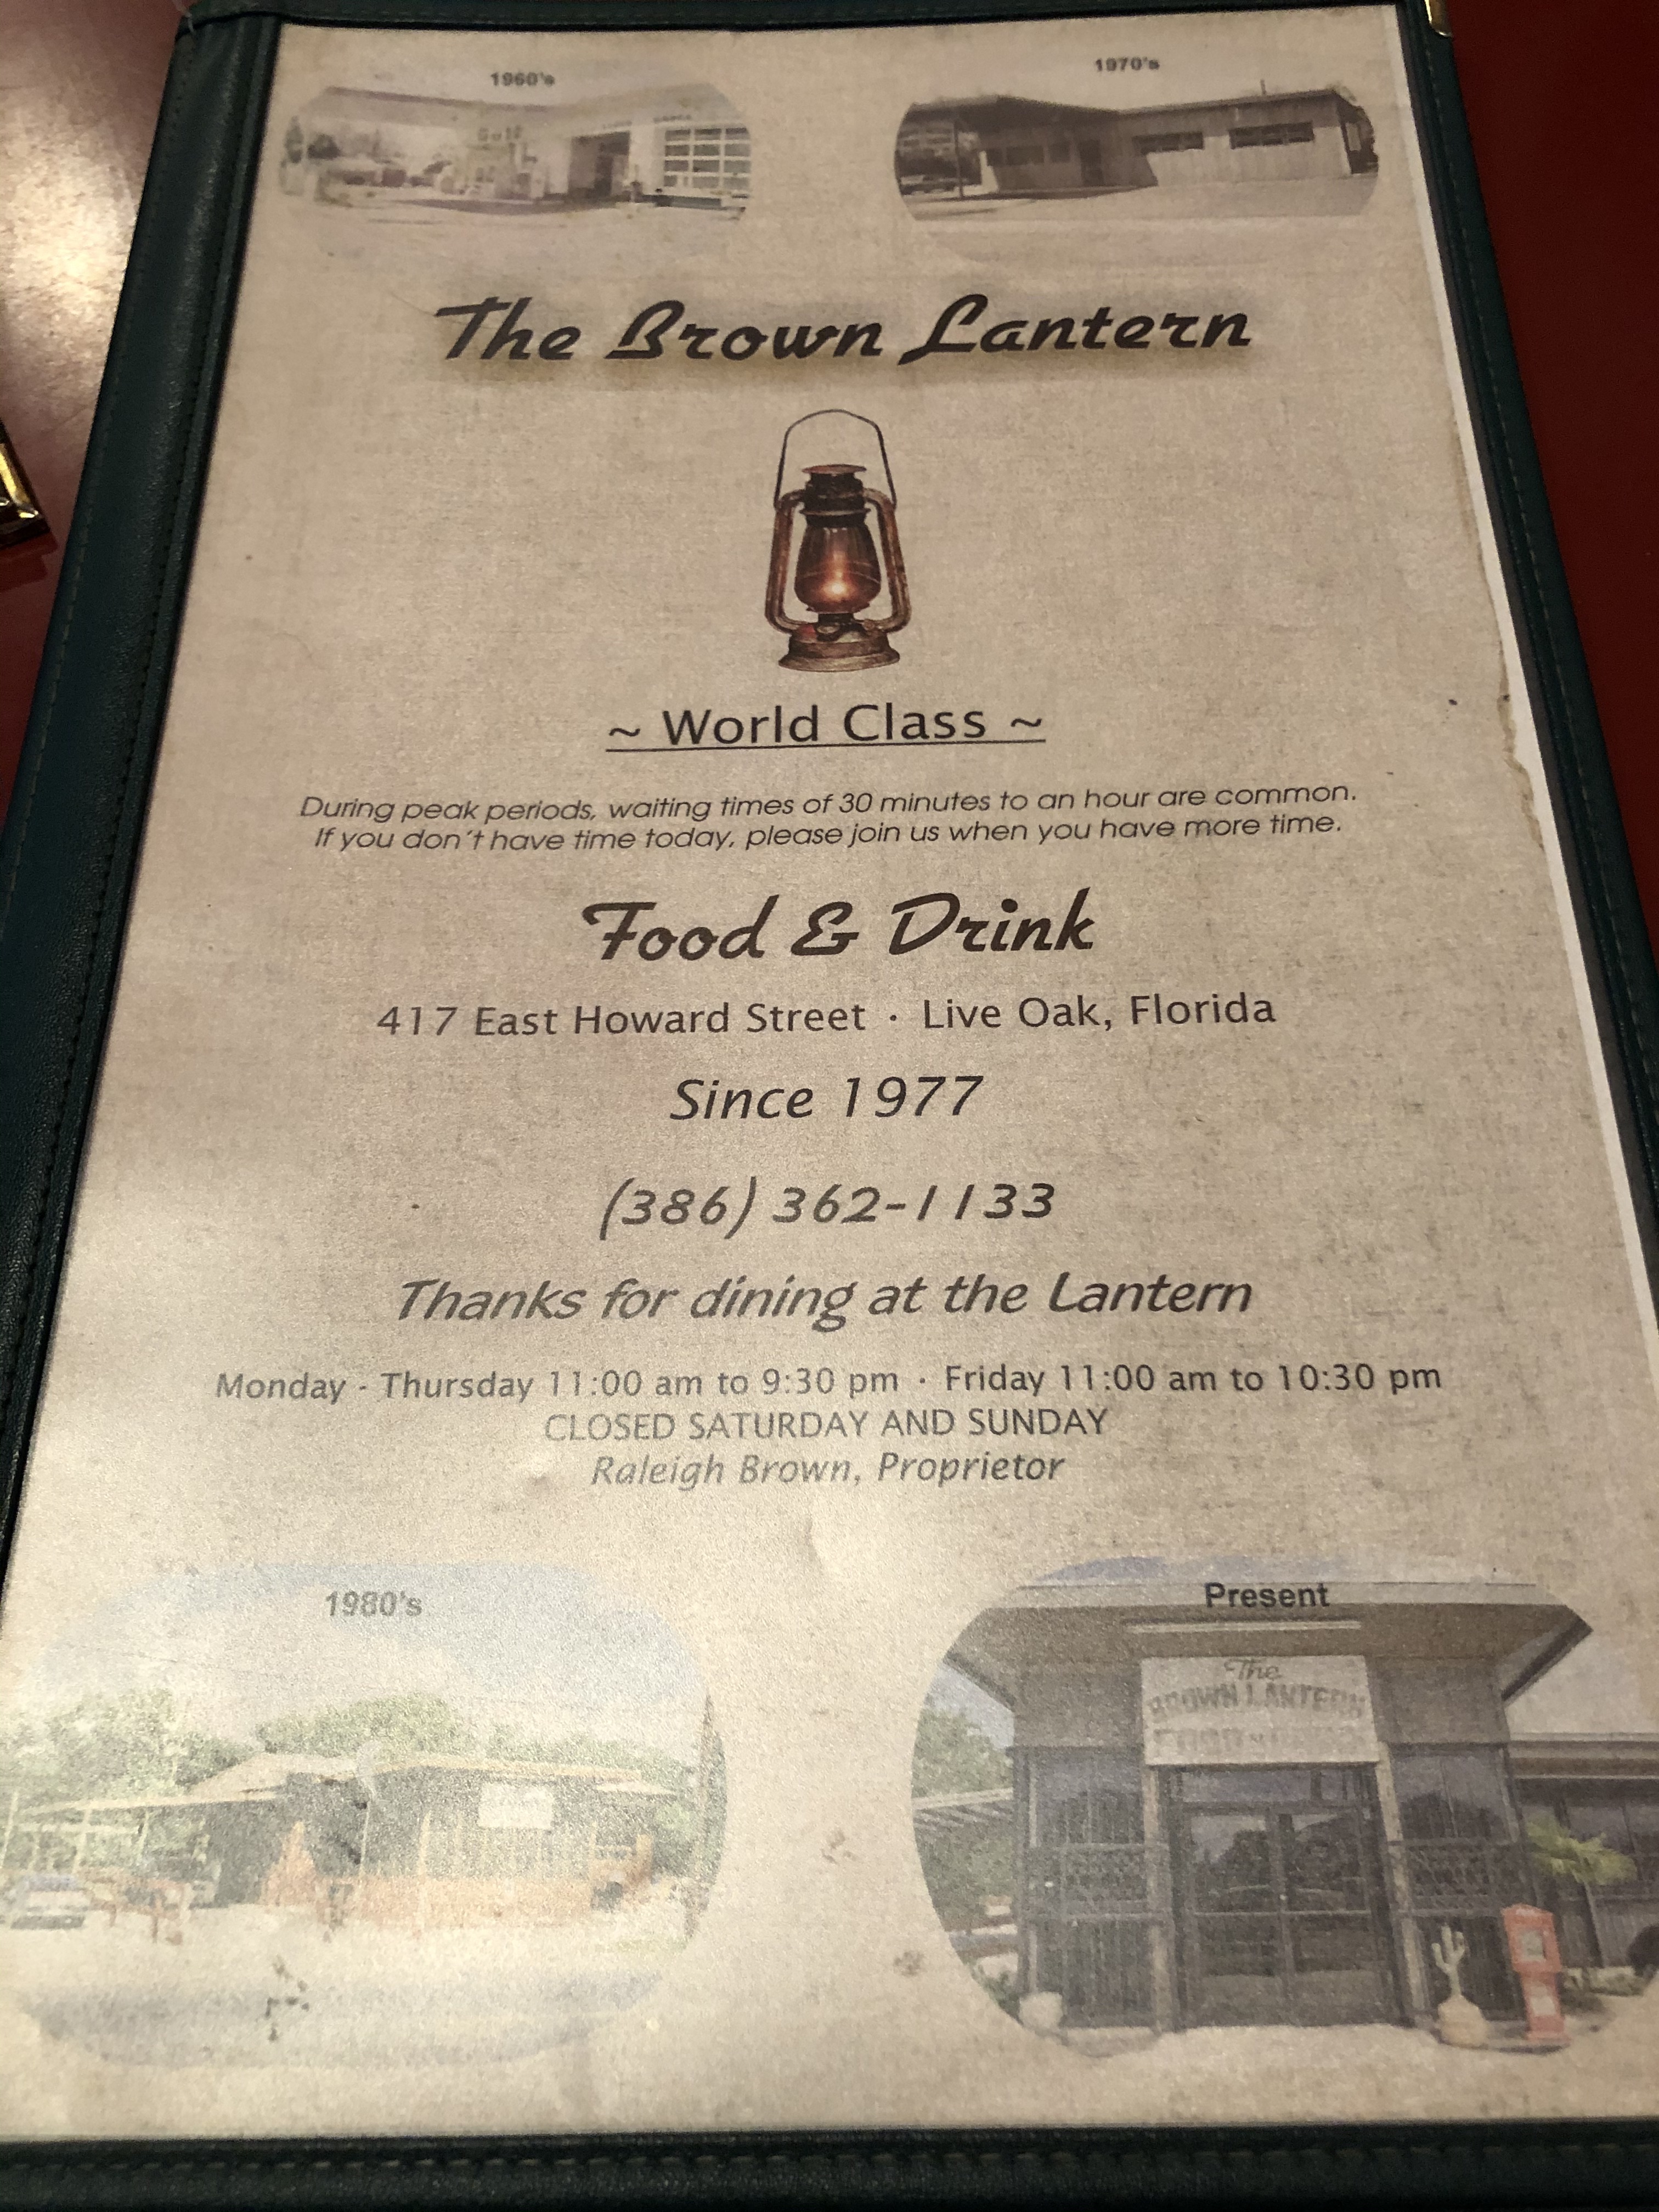 1960's
1970's
Gulf
The Brown Lantern
~ World Class ~
During peak periods, waiting times of 30 minutes to an hour are common.
If you don't have time today, please join us when you have more time.
Food & Drink
417 East Howard Street · Live Oak, Florida
Since 1977
(386) 362-1133
Thanks for dining at the Lantern
Monday - Thursday 11:00 am to 9:30 pm · Friday 11:00 am to 10:30 pm
CLOSED SATURDAY AND SUNDAY
Raleigh Brown, Proprietor
1980's
Present
The
BROWN LANTERN